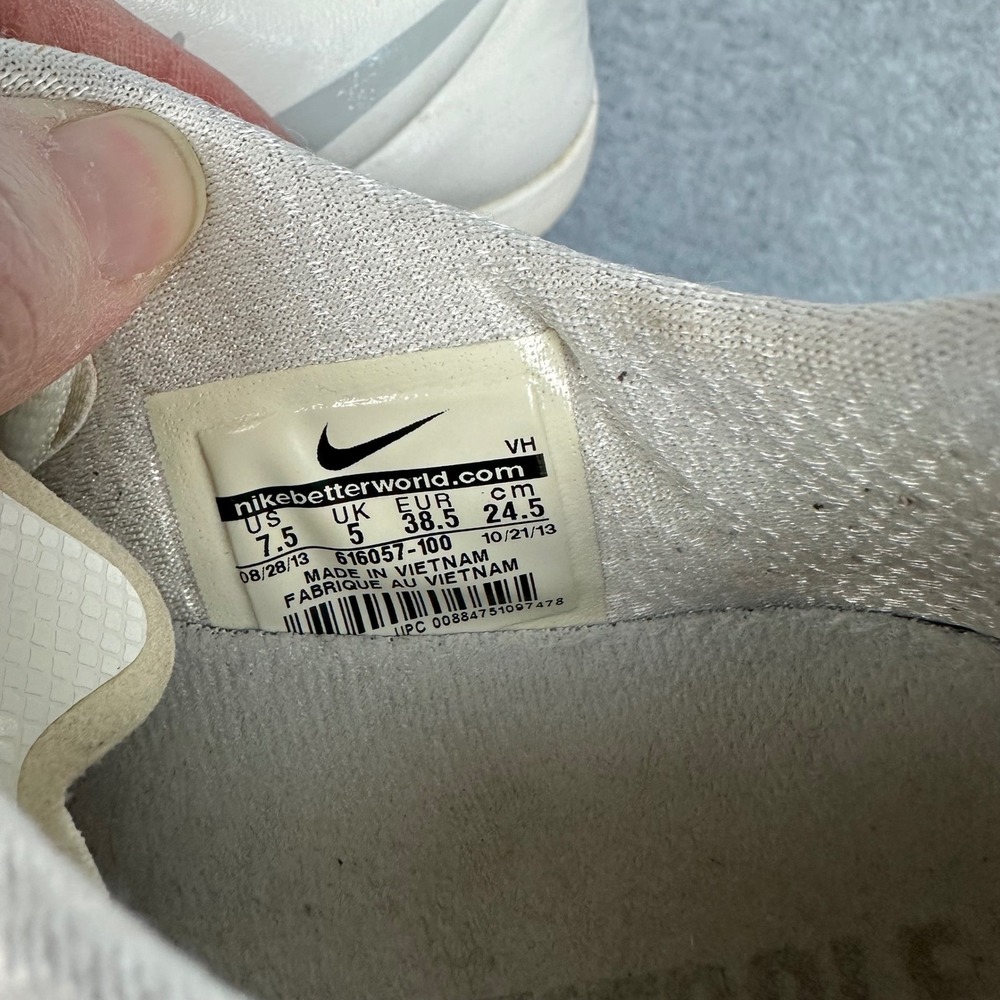 VH
nikebetterworld.com
US UK EUR cm
7.5 5 38.5 24.5
08/28/13 616057-100 10/21/13
MADE IN VIETNAM
FABRIQUE AU VIETNAM
UPC 00884751097478